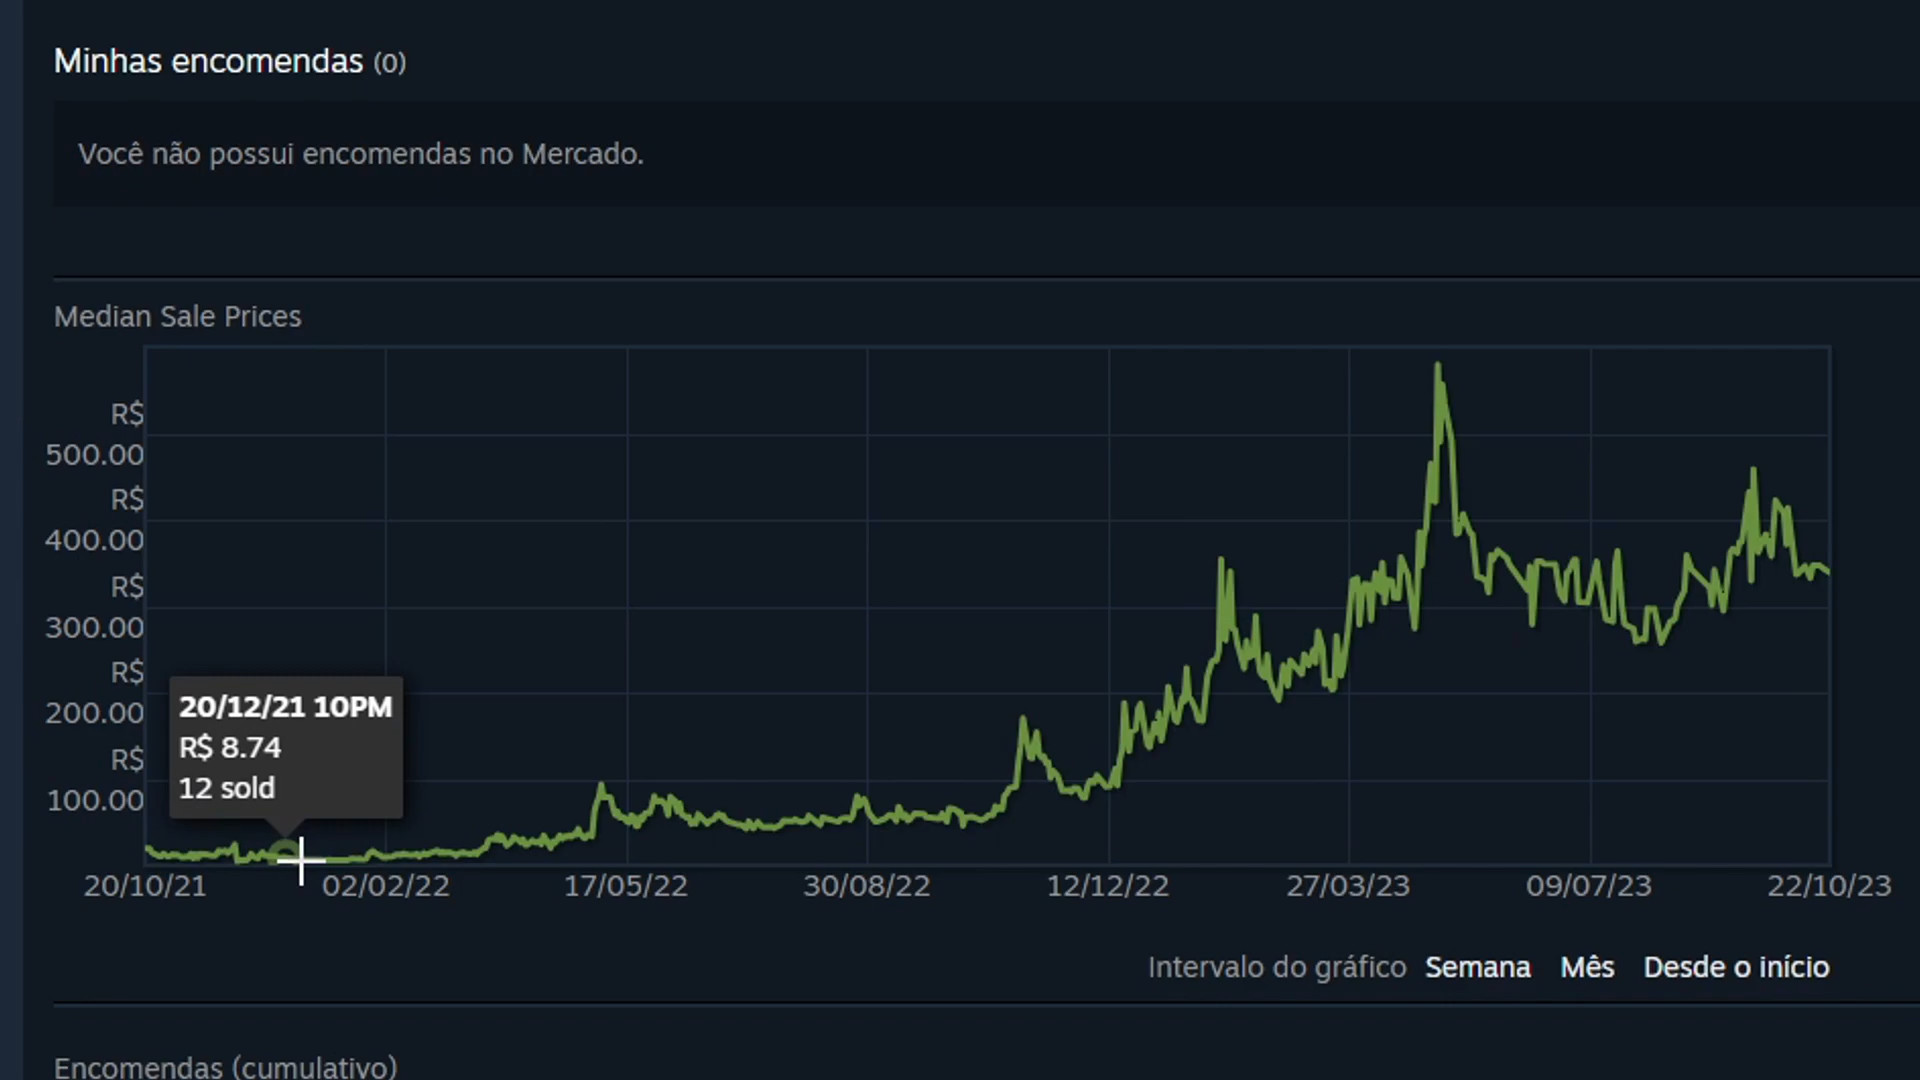 Minhas encomendas (0)
Você não possui encomendas no Mercado.
Median Sale Prices
R$
500.00
R$
400.00
R$
300.00
R$
200.00
R$
100.00
20/12/21 10PM
R$ 8.74
12 sold
20/10/21 02/02/22 17/05/22 30/08/22 12/12/22 27/03/23 09/07/23 22/10/23
Intervalo do gráfico Semana Mês Desde o início
Encomendas (cumulativo)